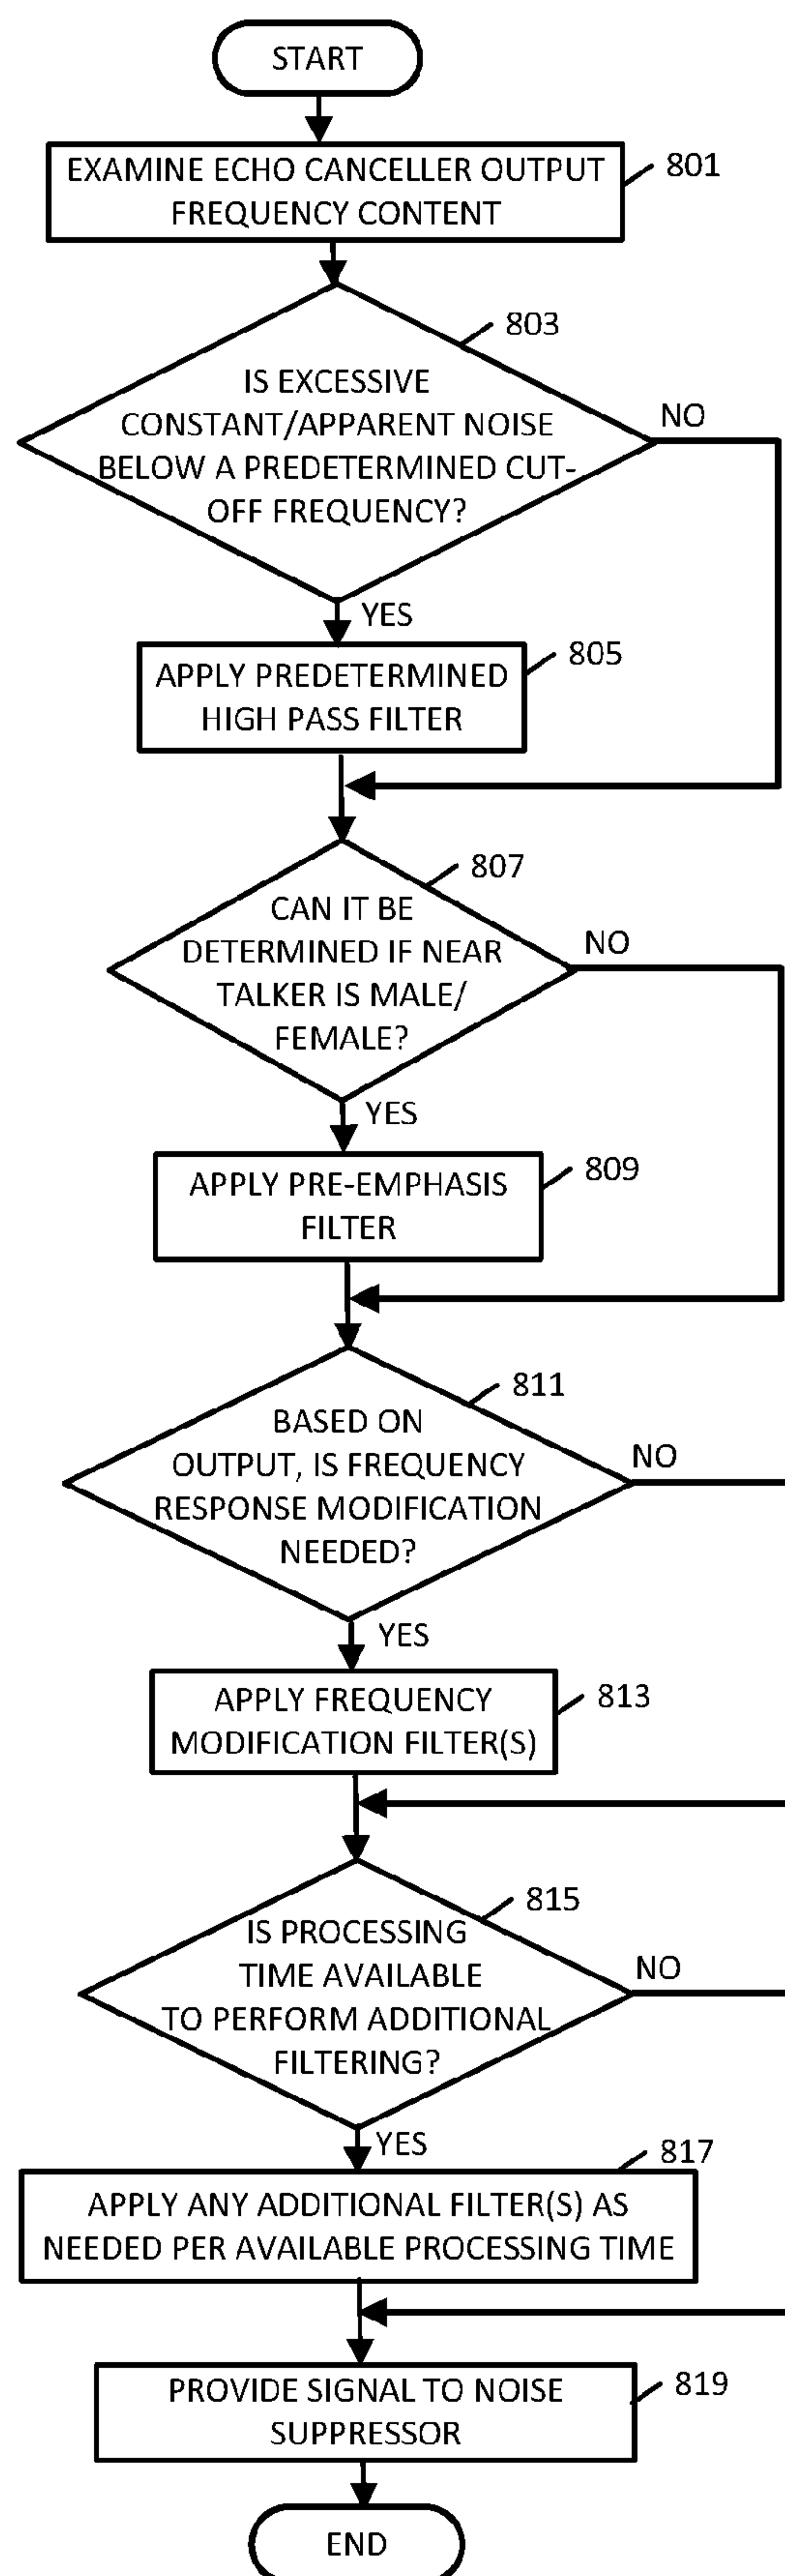 START
EXAMINE ECHO CANCELLER OUTPUT
FREQUENCY CONTENT
801
803
IS EXCESSIVE
CONSTANT/APPARENT NOISE
BELOW A PREDETERMINED CUT-
OFF FREQUENCY?
NO
YES
805
APPLY PREDETERMINED
HIGH PASS FILTER
807
CAN IT BE
DETERMINED IF NEAR
TALKER IS MALE/
FEMALE?
NO
YES
809
APPLY PRE-EMPHASIS
FILTER
811
BASED ON
OUTPUT, IS FREQUENCY
RESPONSE MODIFICATION
NEEDED?
NO
YES
813
APPLY FREQUENCY
MODIFICATION FILTER(S)
815
IS PROCESSING
TIME AVAILABLE
TO PERFORM ADDITIONAL
FILTERING?
NO
YES
817
APPLY ANY ADDITIONAL FILTER(S) AS
NEEDED PER AVAILABLE PROCESSING TIME
819
PROVIDE SIGNAL TO NOISE
SUPPRESSOR
END